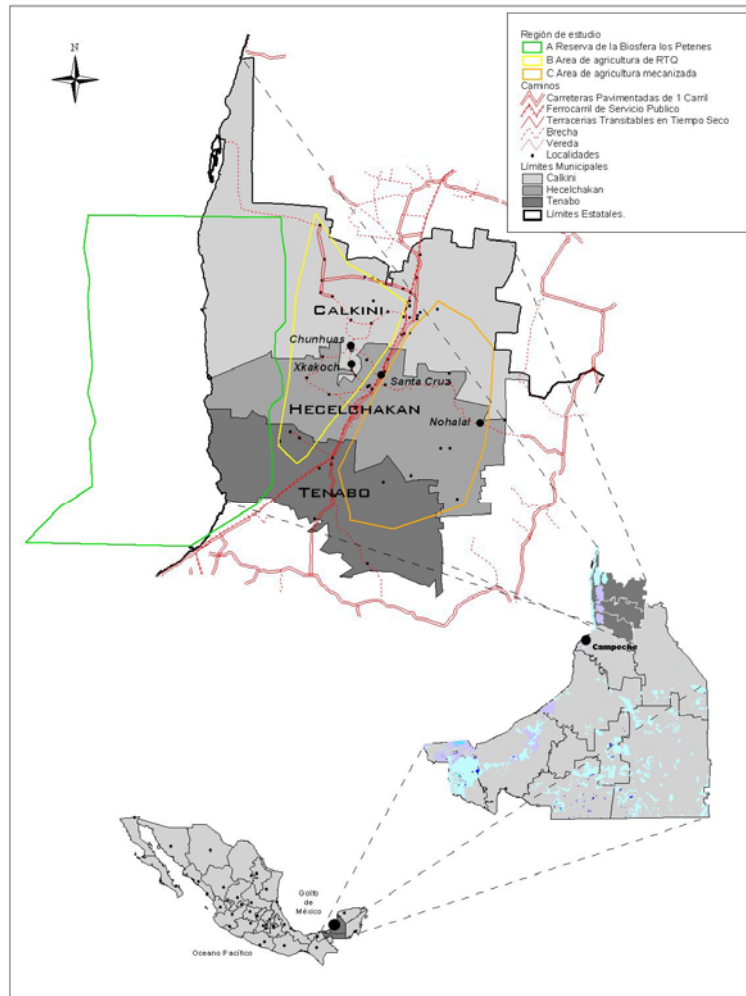 N
Región de estudio
A Reserva de la Biosfera los Petenes
B Area de agricultura de RTQ
C Area de agricultura mecanizada
Caminos
Carreteras Pavimentadas de 1 Carril
Ferrocarril de Servicio Publico
Terracerias Transitables en Tiempo Seco
Brecha
Vereda
Localidades
Límites Municipales
Calkini
Hecelchakan
Tenabo
Límites Estatales.
CALKINI
Chunhuas
Xkakoch
Santa Cruz
HECELCHAKAN
Nohalal
TENABO
Campeche
Golfo
de
México
Oceano Pacífico